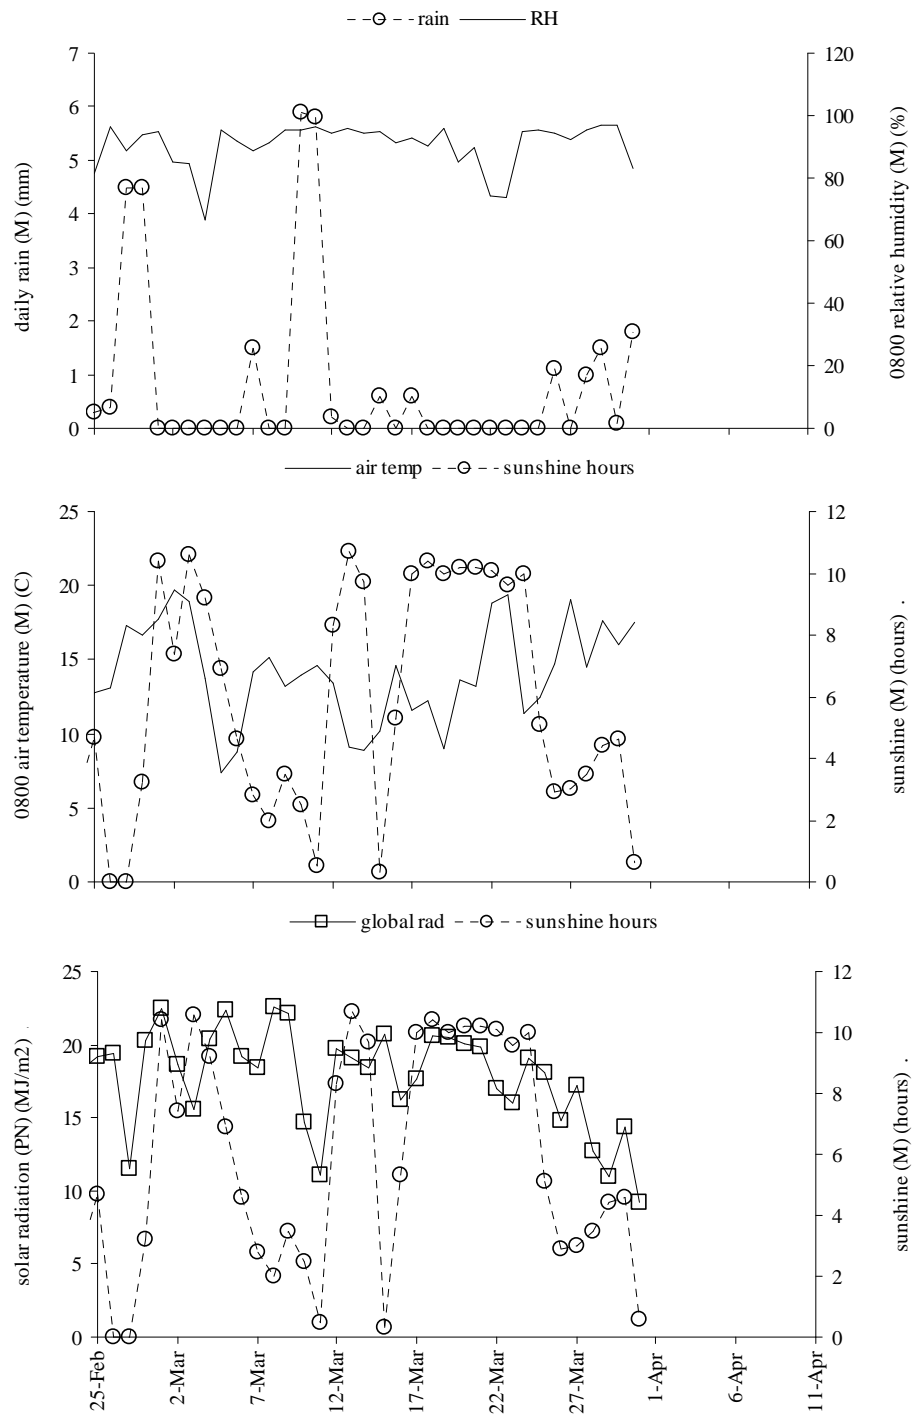 rain RH
7 120
6 100
5 80
4 60
3 40
2 20
1
0 0
daily rain (M) (mm)
0800 relative humidity (M) (%)
air temp sunshine hours
25 12
20 10
15 8
10 6
5 4
0 2
0
0800 air temperature (M) (C)
sunshine (M) (hours) .
global rad sunshine hours
25 12
20 10
15 8
10 6
5 4
0 2
0
solar radiation (PN) (MJ/m2) .
sunshine (M) (hours) .
25-Feb
2-Mar
7-Mar
12-Mar
17-Mar
22-Mar
27-Mar
1-Apr
6-Apr
11-Apr